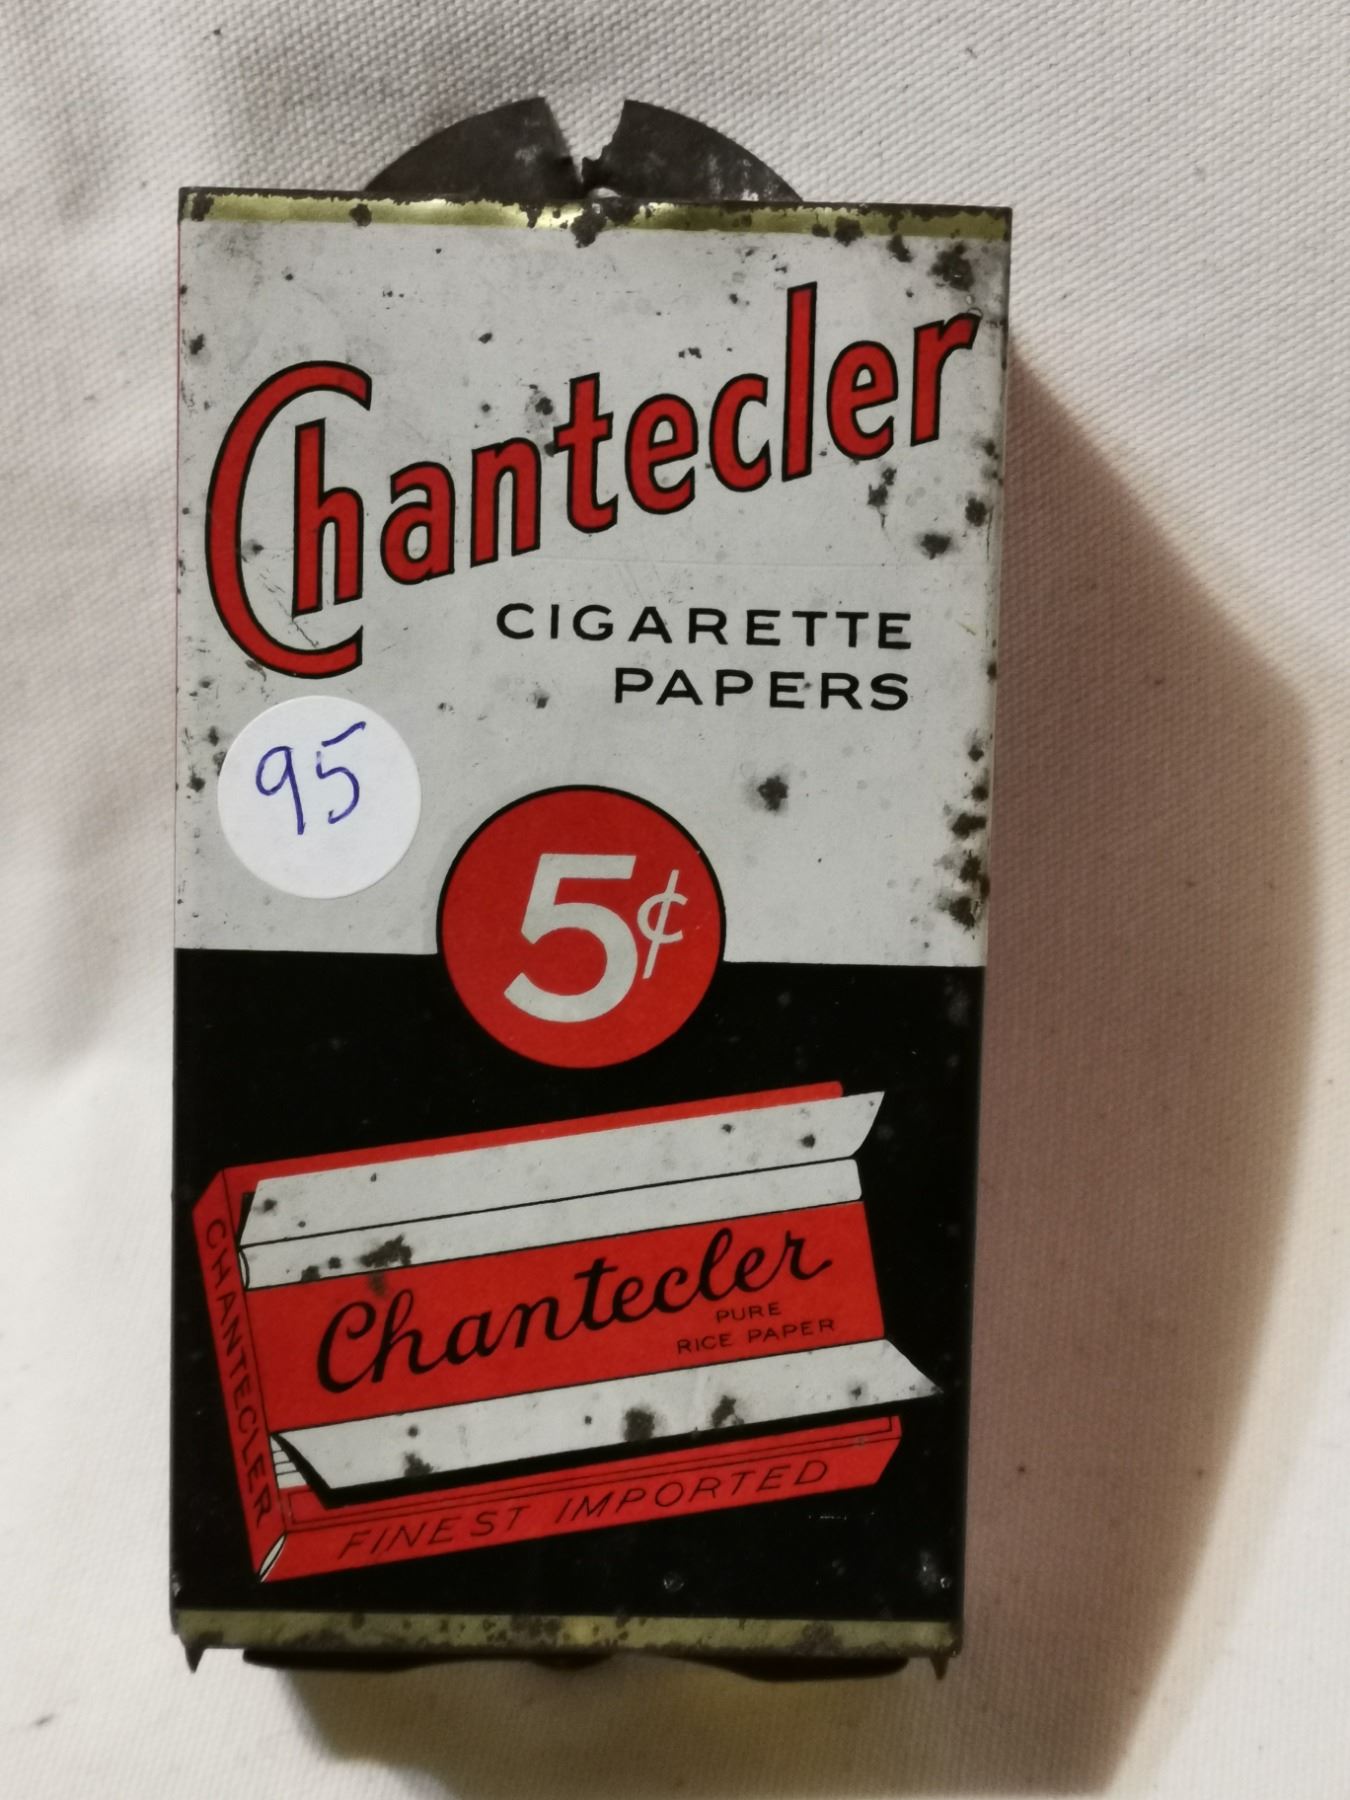 Chantecler
CIGARETTE
PAPERS
95
5¢
CHANTECLER
Chantecler
PURE
RICE PAPER
FINEST IMPORTED